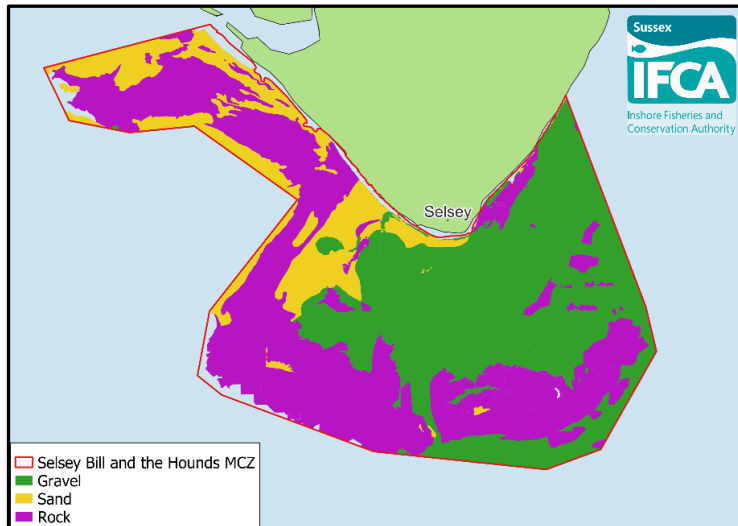 Sussex
IFCA
Inshore Fisheries and
Conservation Authority
Selsey
Selsey Bill and the Hounds MCZ
Gravel
Sand
Rock